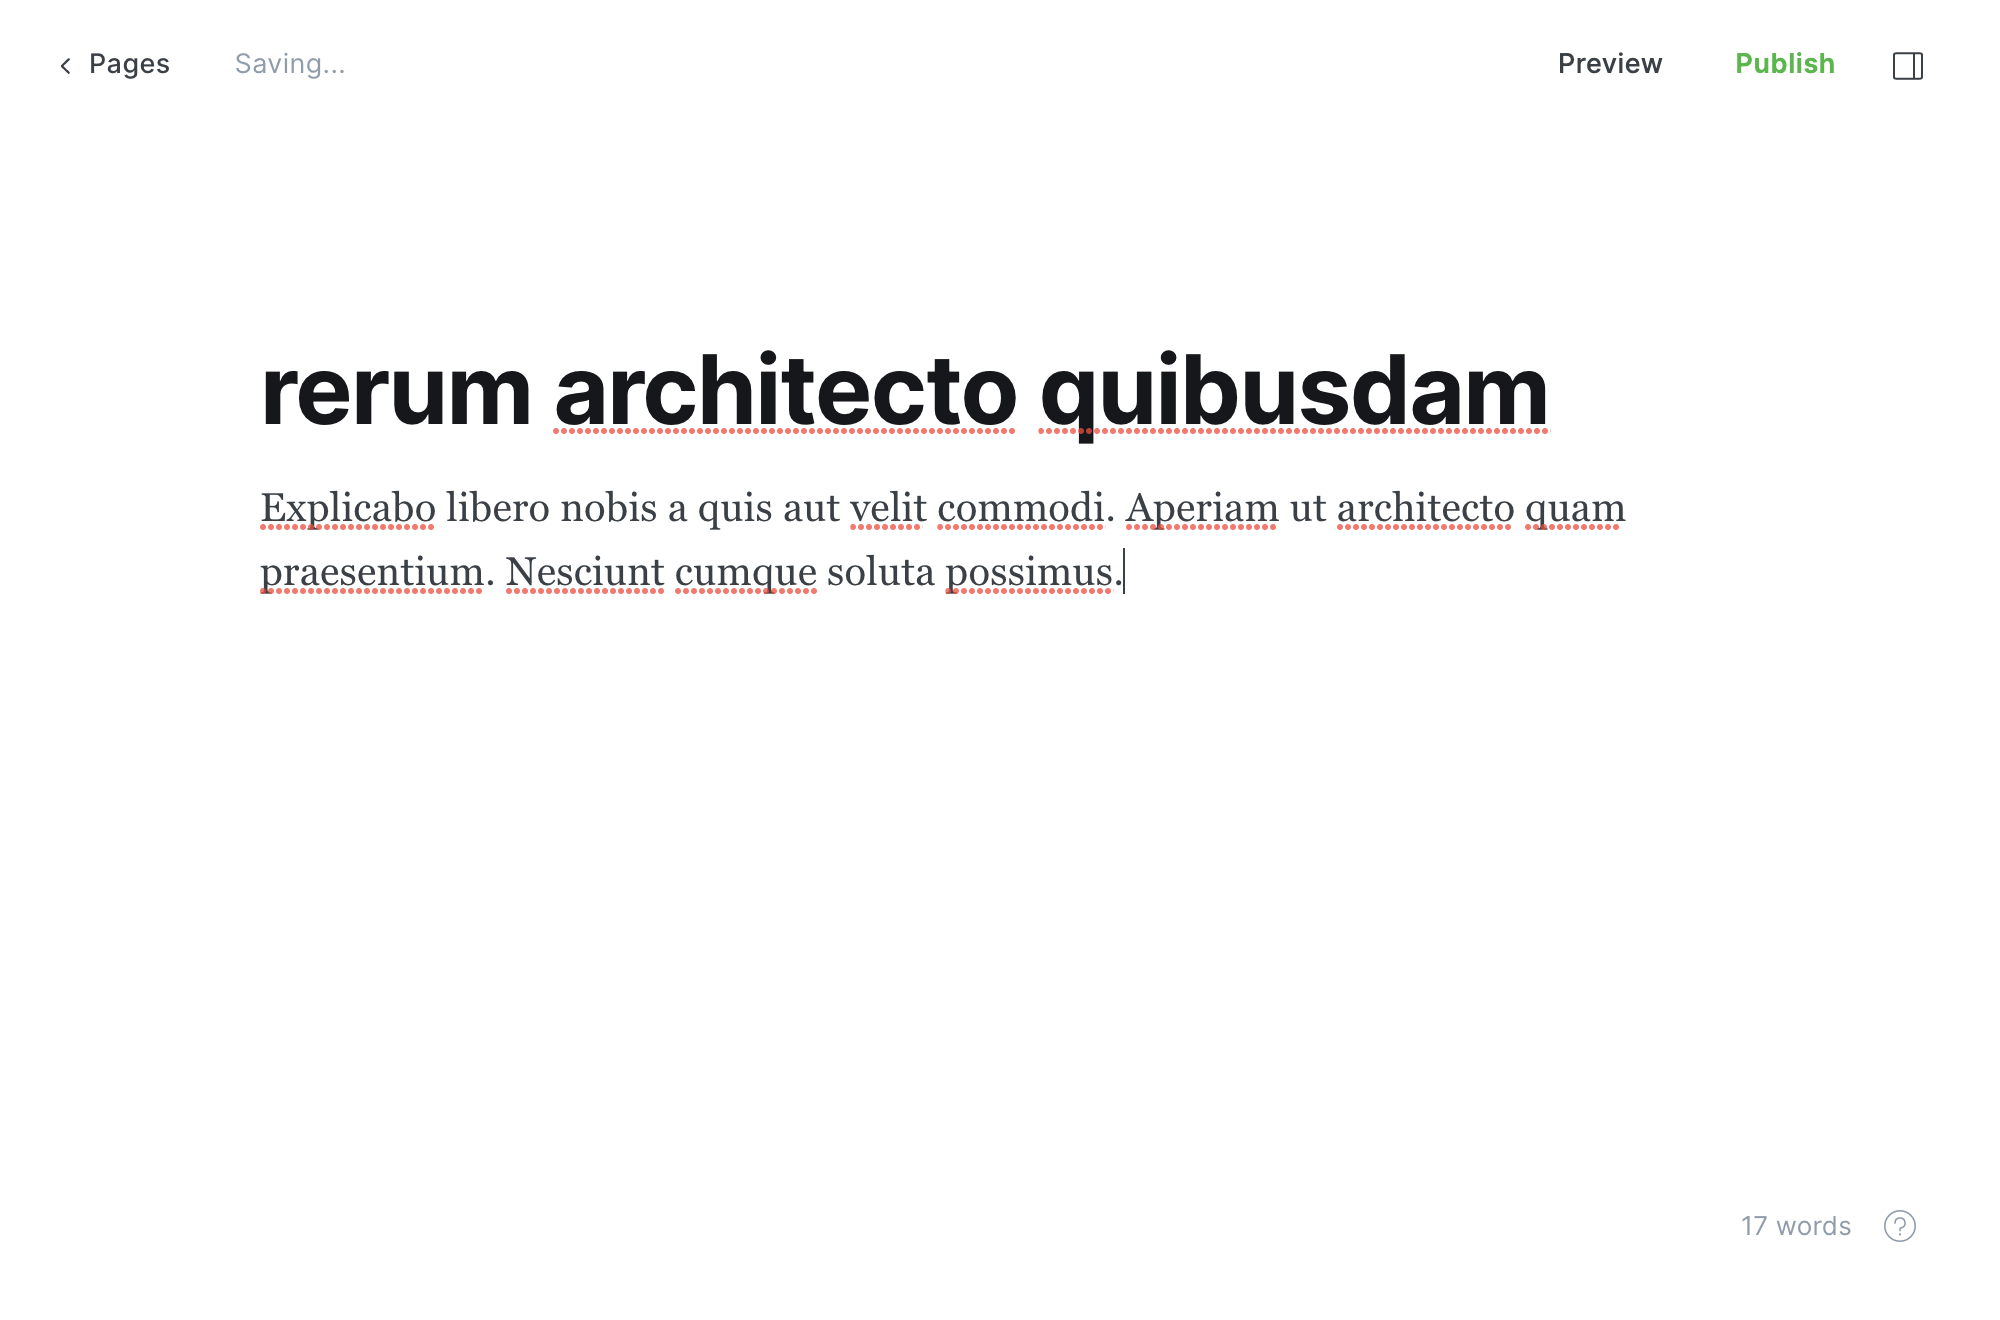 Pages
Saving...
Preview
Publish
rerum architecto quibusdam
Explicabo libero nobis a quis aut velit commodi. Aperiam ut architecto quam
praesentium. Nesciunt cumque soluta possimus.
17 words
?